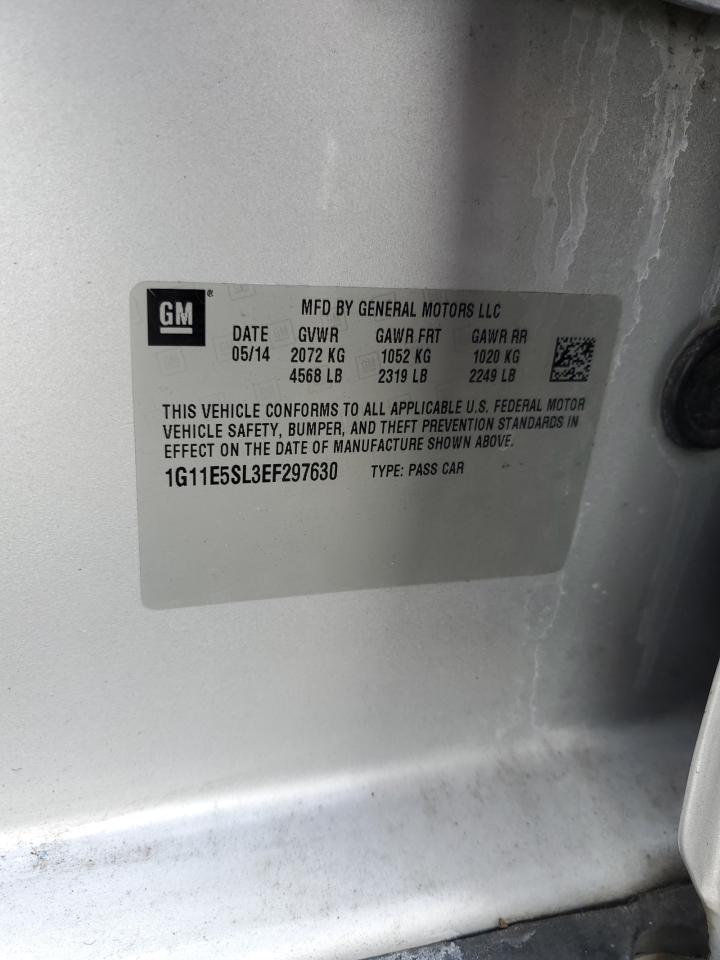 GM ®
MFD BY GENERAL MOTORS LLC
DATE GVWR GAWR FRT GAWR RR
05/14 2072 KG 1052 KG 1020 KG
4568 LB 2319 LB 2249 LB
THIS VEHICLE CONFORMS TO ALL APPLICABLE U.S. FEDERAL MOTOR
VEHICLE SAFETY, BUMPER, AND THEFT PREVENTION STANDARDS IN
EFFECT ON THE DATE OF MANUFACTURE SHOWN ABOVE.
1G11E5SL3EF297630 TYPE: PASS CAR